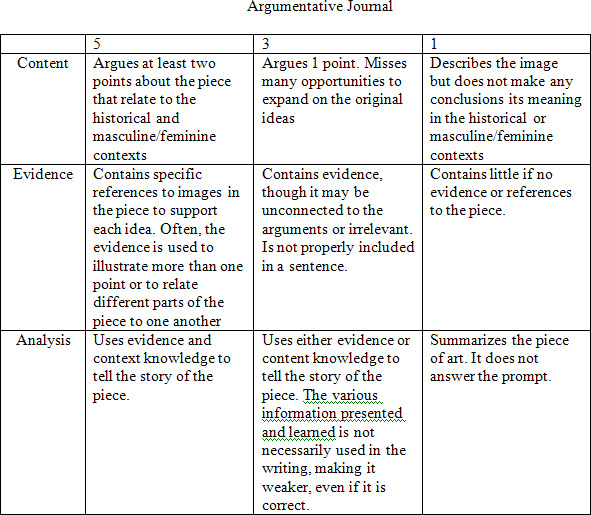 Argumentative Journal
5
3
1
Content
Argues at least two
points about the piece
that relate to the
historical and
masculine/feminine
contexts
Argues 1 point. Misses
many opportunities to
expand on the original
ideas
Describes the image
but does not make any
conclusions its meaning
in the historical or
masculine/feminine
contexts
Evidence
Contains specific
references to images in
the piece to support
each idea. Often, the
evidence is used to
illustrate more than one
point or to relate
different parts of the
piece to one another
Contains evidence,
though it may be
unconnected to the
arguments or irrelevant.
Is not properly included
in a sentence.
Contains little if no
evidence or references
to the piece.
Analysis
Uses evidence and
context knowledge to
tell the story of the
piece.
Uses either evidence or
content knowledge to
tell the story of the
piece. The various
information presented
and learned is not
necessarily used in the
writing, making it
weaker, even if it is
correct.
Summarizes the piece
of art. It does not
answer the prompt.